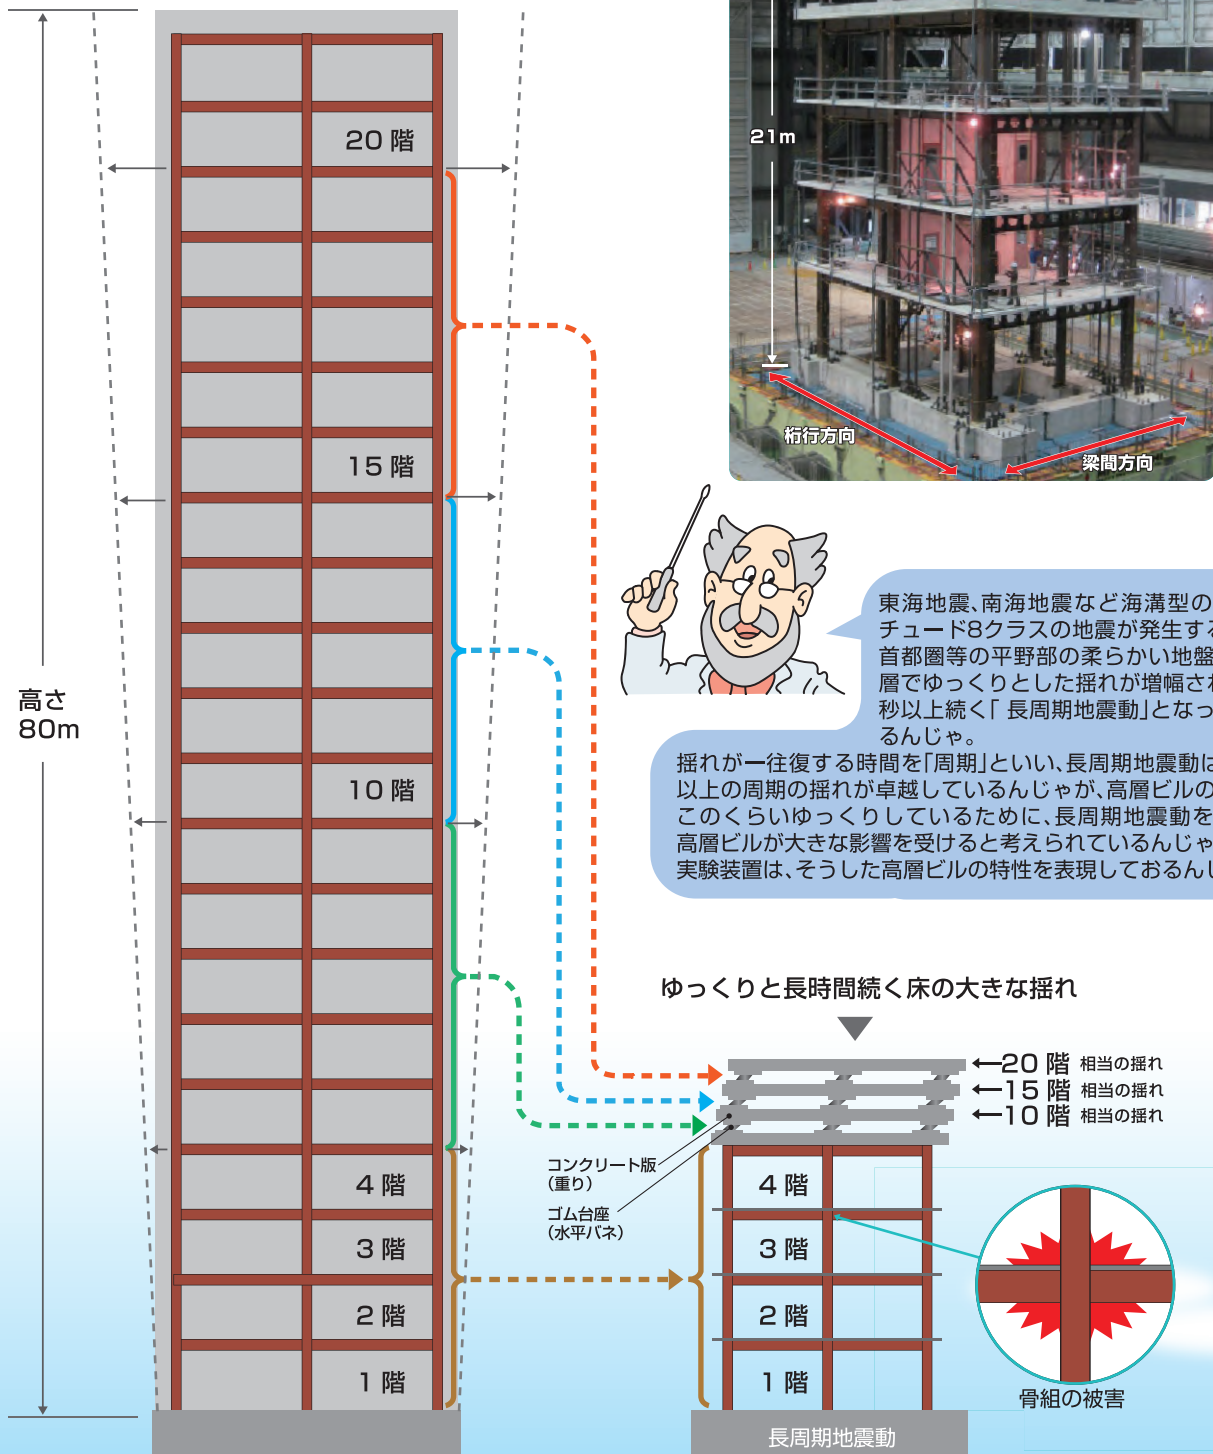 20 階
15 階
10 階
4 階
3 階
2 階
1 階
高さ
80m
21m
桁行方向
梁間方向
東海地震、南海地震など海溝型の
チュード8クラスの地震が発生す
首都圏等の平野部の柔らかい地盤
層でゆっくりとした揺れが増幅さ
秒以上続く「 長周期地震動」となっ
るんじゃ。
揺れが一往復する時間を「周期」といい、長周期地震動は
以上の周期の揺れが卓越しているんじゃが、高層ビルの
このくらいゆっくりしているために、長周期地震動を
高層ビルが大きな影響を受けると考えられているんじゃ
実験装置は、そうした高層ビルの特性を表現しておるんじ
ゆっくりと長時間続く床の大きな揺れ
20 階 相当の揺れ
15 階 相当の揺れ
10 階 相当の揺れ
コンクリート版
(重り)
ゴム台座
(水平バネ)
4 階
3 階
2 階
1 階
骨組の被害
長周期地震動